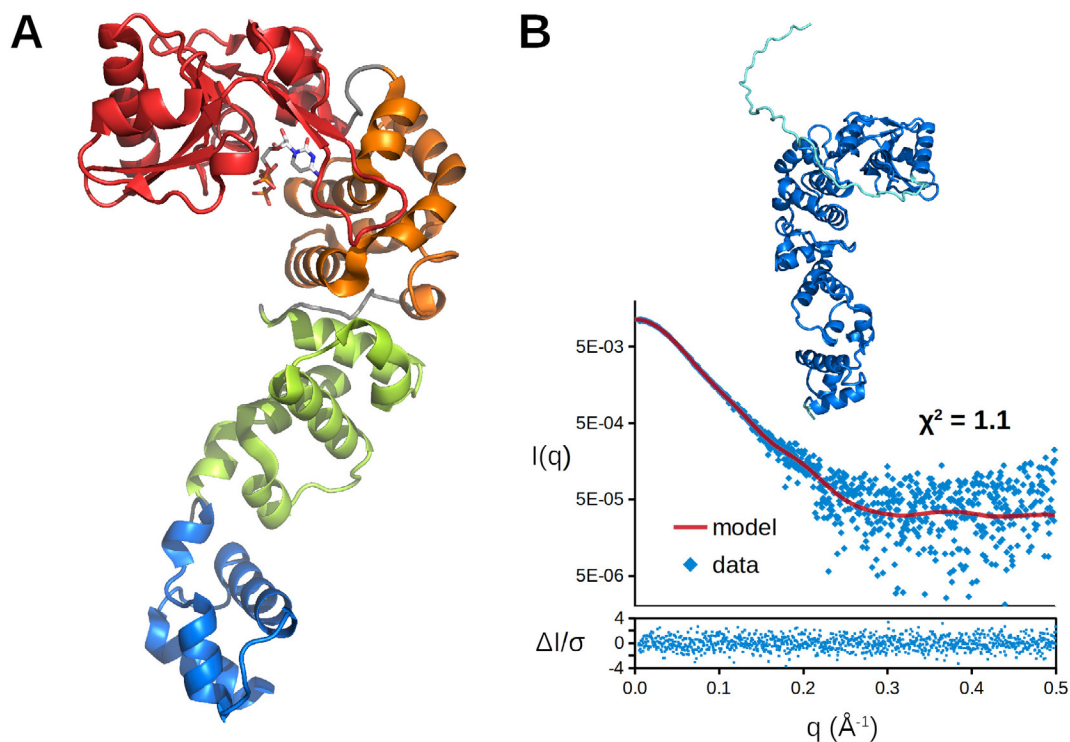 A
B
5E-03
5E-04
χ² = 1.1
I(q)
5E-05
model
data
5E-06
4
ΔI/σ
0
-4
0.0 0.1 0.2 0.3 0.4 0.5
q (Å⁻¹)